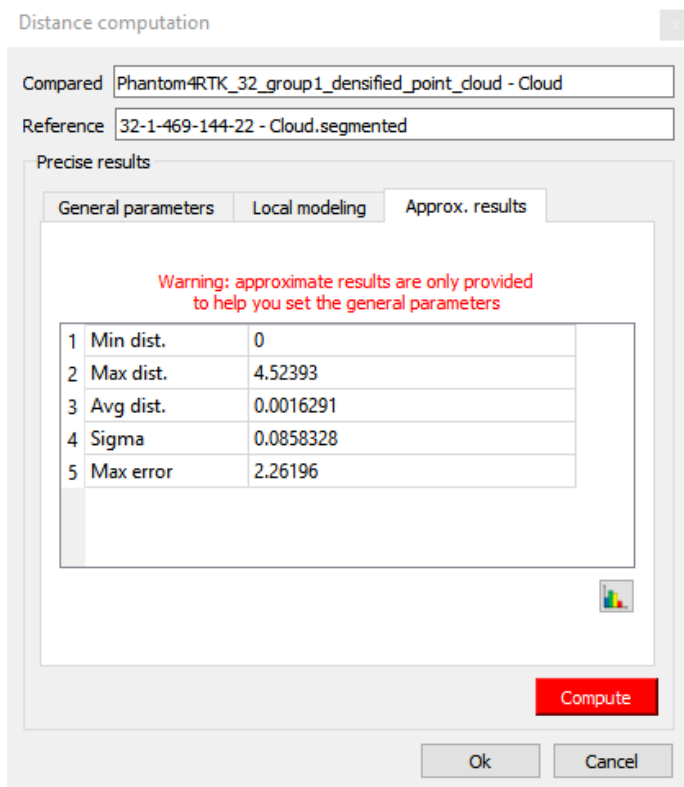 Distance computation
x
Compared Phantom4RTK_32_group1_densified_point_cloud - Cloud
Reference 32-1-469-144-22 - Cloud.segmented
Precise results
General parameters Local modeling Approx. results
Warning: approximate results are only provided
to help you set the general parameters
1 Min dist. 0
2 Max dist. 4.52393
3 Avg dist. 0.0016291
4 Sigma 0.0858328
5 Max error 2.26196
Compute
Ok Cancel